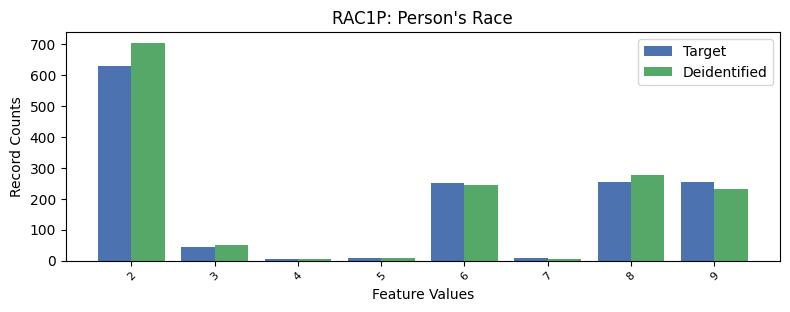 RAC1P: Person's Race
Target
Deidentified
Record Counts
700
600
500
400
300
200
100
0
2 3 4 5 6 7 8 9
Feature Values